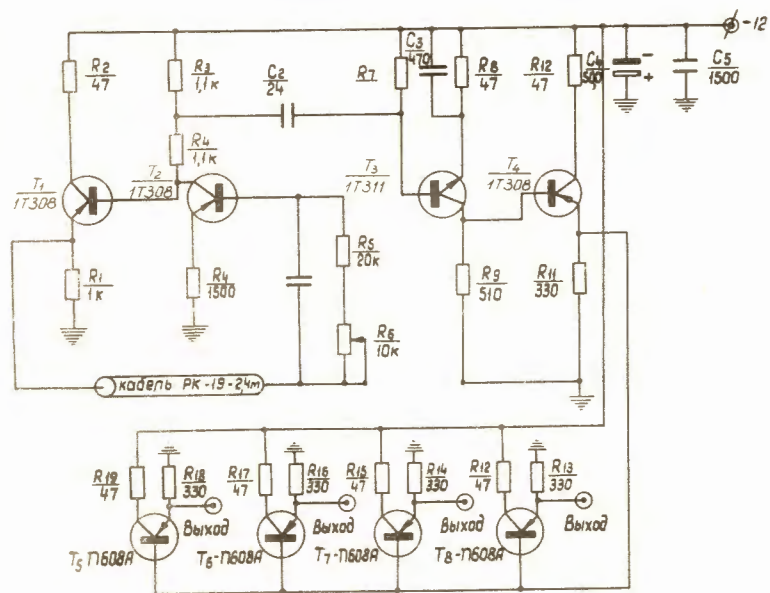 -12
R2
47
R3
1,1к
C2
24
R7
C3
470
R8
47
R12
47
C4
500
-
+
C5
1500
R4
1,1к
T1
1Т308
T2
1Т308
T3
1Т311
T4
1Т308
R1
1к
R4
1500
R5
20к
R6
10к
R9
510
R11
330
кабель РК-19-2,4м
R19
47
R18
330
R17
47
R16
330
R15
47
R14
330
R12
47
R13
330
Выход
Выход
Выход
Выход
T5-П608А
T6-П608А
T7-П608А
T8-П608А